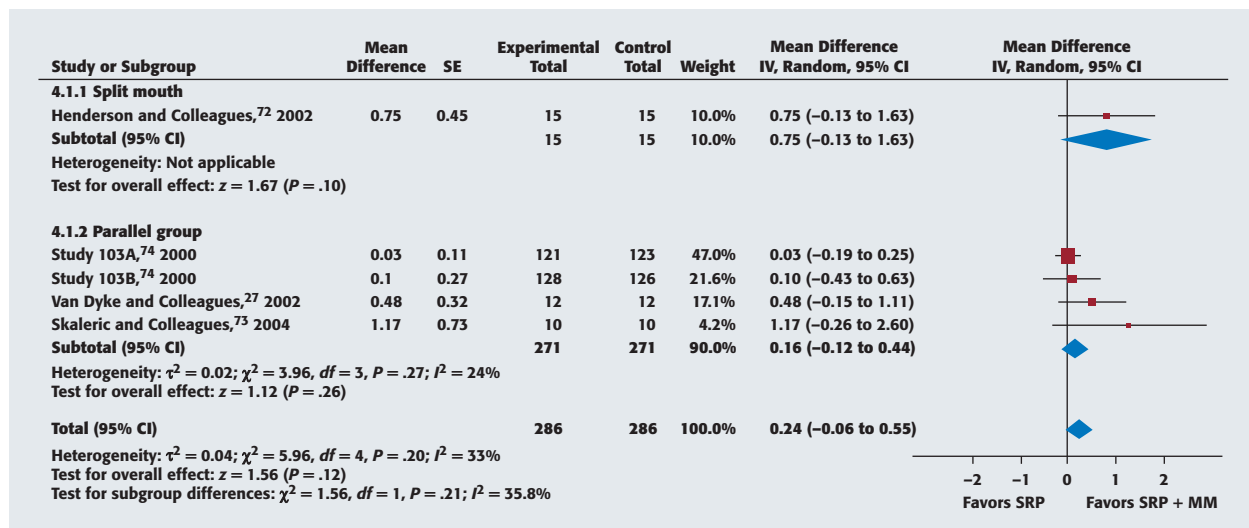 Mean Experimental Control Mean Difference Mean Difference
Study or Subgroup Difference SE Total Total Weight IV, Random, 95% CI IV, Random, 95% CI
4.1.1 Split mouth
Henderson and Colleagues,72 2002 0.75 0.45 15 15 10.0% 0.75 (–0.13 to 1.63)
Subtotal (95% CI) 15 15 10.0% 0.75 (–0.13 to 1.63)
Heterogeneity: Not applicable
Test for overall effect: z = 1.67 (P = .10)
4.1.2 Parallel group
Study 103A,74 2000 0.03 0.11 121 123 47.0% 0.03 (–0.19 to 0.25)
Study 103B,74 2000 0.1 0.27 128 126 21.6% 0.10 (–0.43 to 0.63)
Van Dyke and Colleagues,27 2002 0.48 0.32 12 12 17.1% 0.48 (–0.15 to 1.11)
Skaleric and Colleagues,73 2004 1.17 0.73 10 10 4.2% 1.17 (–0.26 to 2.60)
Subtotal (95% CI) 271 271 90.0% 0.16 (–0.12 to 0.44)
Heterogeneity: τ2 = 0.02; χ2 = 3.96, df = 3, P = .27; I2 = 24%
Test for overall effect: z = 1.12 (P = .26)
Total (95% CI) 286 286 100.0% 0.24 (–0.06 to 0.55)
Heterogeneity: τ2 = 0.04; χ2 = 5.96, df = 4, P = .20; I2 = 33%
Test for overall effect: z = 1.56 (P = .12)
Test for subgroup differences: χ2 = 1.56, df = 1, P = .21; I2 = 35.8%
–2 –1 0 1 2
Favors SRP Favors SRP + MM